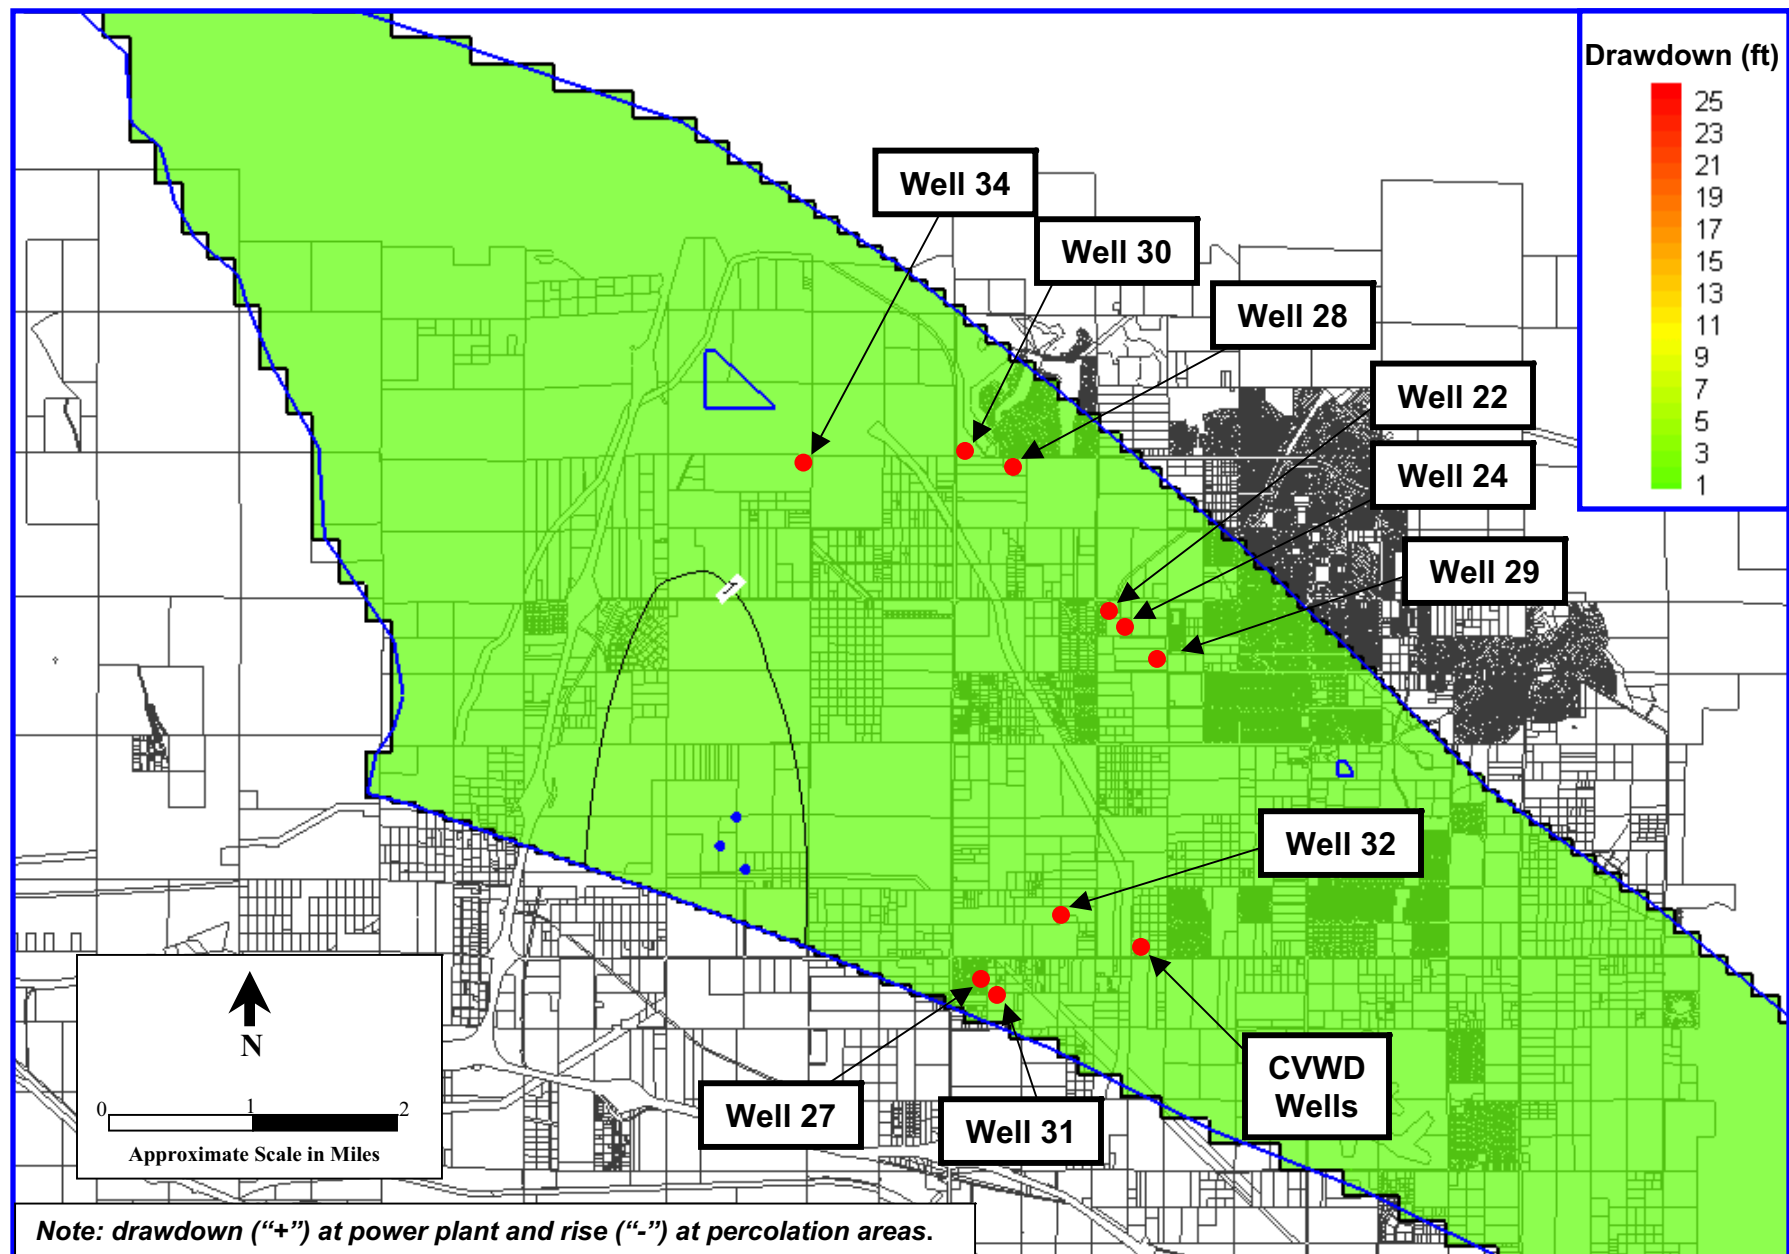 Drawdown (ft)
25
23
21
19
17
15
13
11
9
7
5
3
1
Well 34
Well 30
Well 28
Well 22
Well 24
Well 29
1
Well 32
CVWD
Wells
Well 27
Well 31
N
0 1 2
Approximate Scale in Miles
Note: drawdown (“+”) at power plant and rise (“-”) at percolation areas.